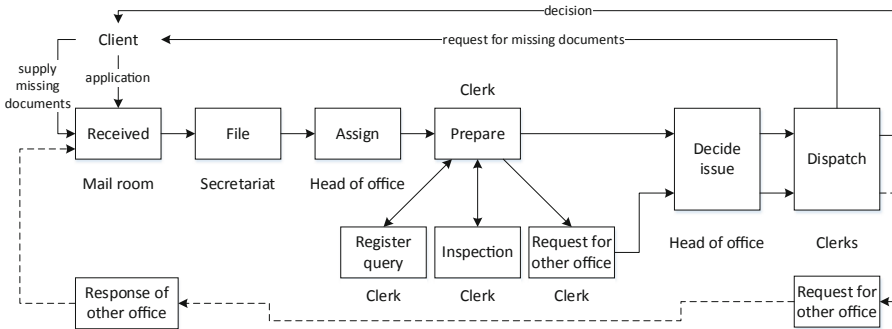 decision
Client
request for missing documents
supply
missing
documents
application
Clerk
Received
File
Assign
Prepare
Decide
issue
Dispatch
Mail room
Secretariat
Head of office
Register
query
Inspection
Request for
other office
Head of office
Clerks
Clerk
Clerk
Clerk
Response of
other office
Request for
other office